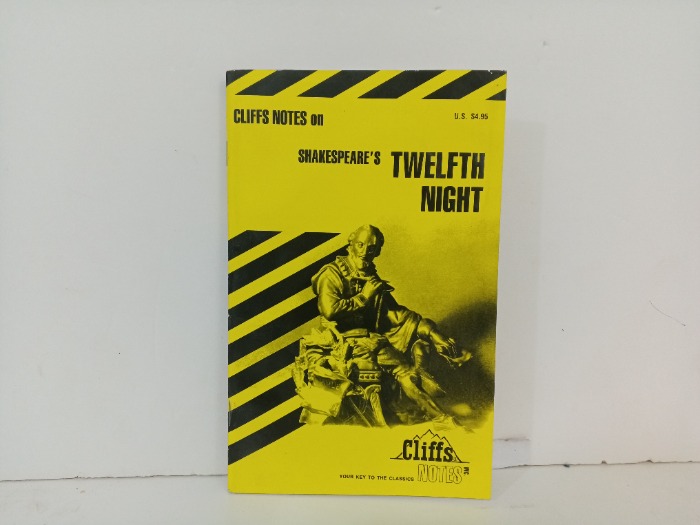 CLIFFS NOTES on
U.S. $4.95
SHAKESPEARE'S TWELFTH
NIGHT
Cliffs
YOUR KEY TO THE CLASSICS NOTES